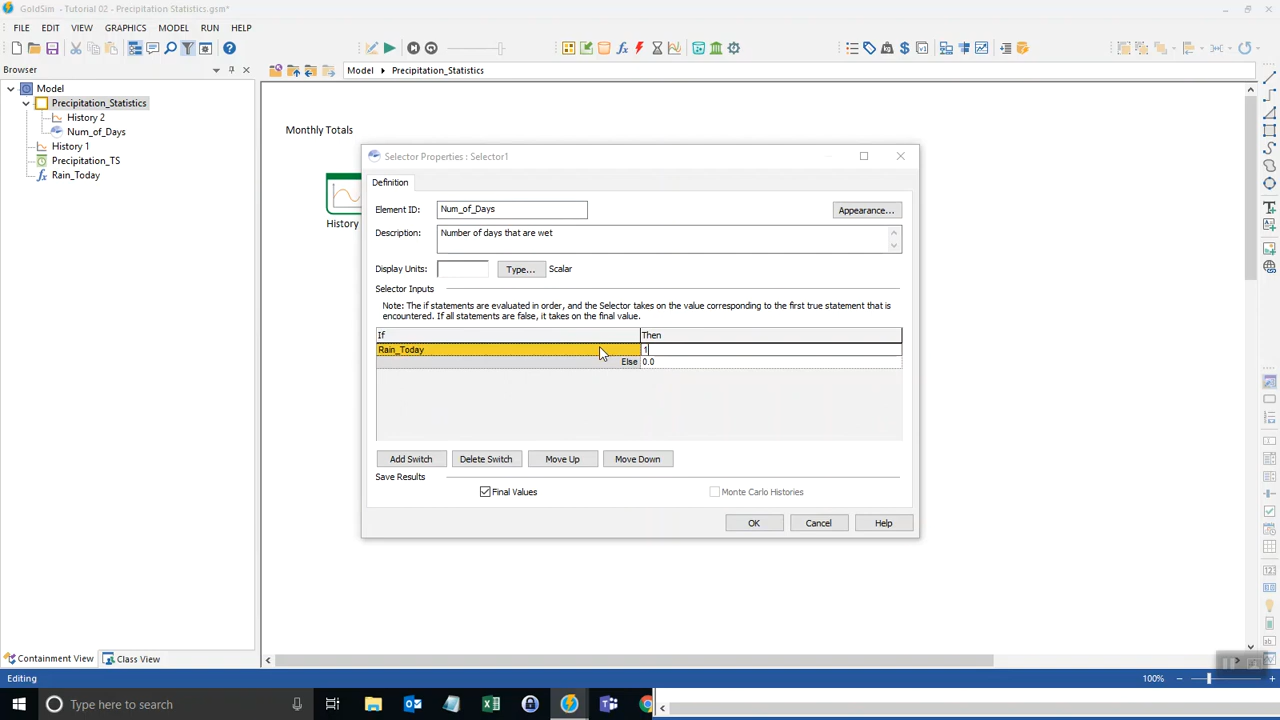 GoldSim - Tutorial 02 - Precipitation Statistics.gsm*
FILE EDIT VIEW GRAPHICS MODEL RUN HELP
Browser
Model Precipitation_Statistics
Model
Precipitation_Statistics
History 2
Num_of_Days
History 1
Precipitation_TS
Rain_Today
Monthly Totals
History
Selector Properties : Selector1
Definition
Element ID: Num_of_Days Appearance...
Description: Number of days that are wet
Display Units: Type... Scalar
Selector Inputs
Note: The if statements are evaluated in order, and the Selector takes on the value corresponding to the first true statement that is
encountered. If all statements are false, it takes on the final value.
If Then
Rain_Today 1
Else 0.0
Add Switch Delete Switch Move Up Move Down
Save Results
Final Values Monte Carlo Histories
OK Cancel Help
Containment View Class View
Editing 100%
Type here to search